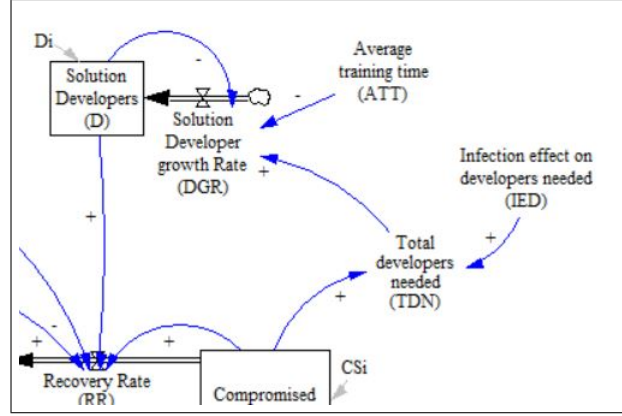 Di
Solution
Developers
(D)
-
Solution
Developer
growth Rate
(DGR)
-
Average
training time
(ATT)
+
Infection effect on
developers needed
(IED)
+
+
Total
developers
needed
(TDN)
+
-
+
+
Recovery Rate
(RR)
Compromised
CSi